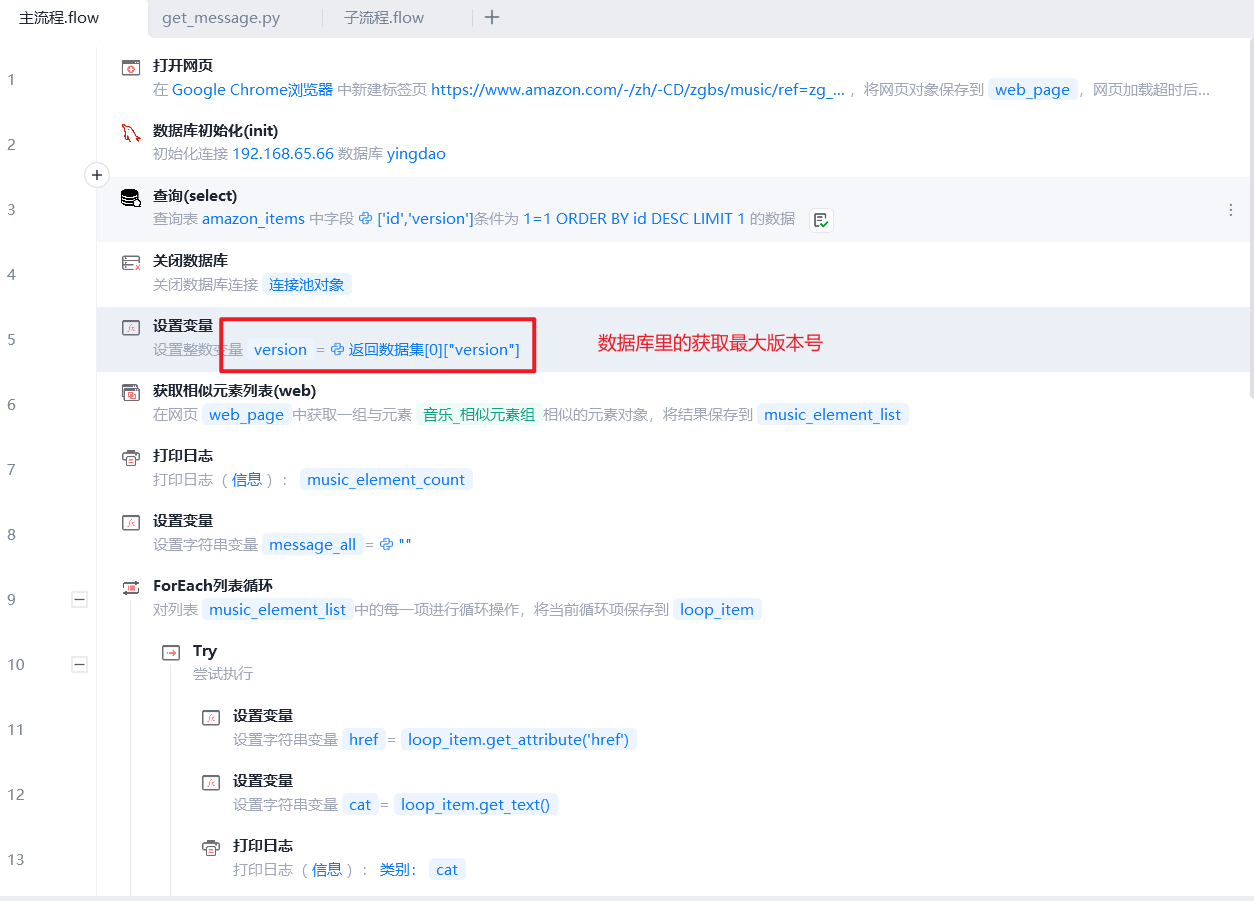 主流程.flow get_message.py 子流程.flow
1 打开网页
在 Google Chrome浏览器 中新建标签页 https://www.amazon.com/-/zh/-CD/zgbs/music/ref=zg_... ，将网页对象保存到 web_page ，网页加载超时后...
2 数据库初始化(init)
初始化连接 192.168.65.66 数据库 yingdao
3 查询(select)
查询表 amazon_items 中字段 ['id','version']条件为 1=1 ORDER BY id DESC LIMIT 1 的数据
4 关闭数据库
关闭数据库连接 连接池对象
5 设置变量
设置整数变量 version = 返回数据集[0]["version"]
数据库里的获取最大版本号
6 获取相似元素列表(web)
在网页 web_page 中获取一组与元素 音乐_相似元素组 相似的元素对象，将结果保存到 music_element_list
7 打印日志
打印日志（信息）： music_element_count
8 设置变量
设置字符串变量 message_all = ""
9 ForEach列表循环
对列表 music_element_list 中的每一项进行循环操作，将当前循环项保存到 loop_item
10 Try
尝试执行
11 设置变量
设置字符串变量 href = loop_item.get_attribute('href')
12 设置变量
设置字符串变量 cat = loop_item.get_text()
13 打印日志
打印日志（信息）： 类别： cat